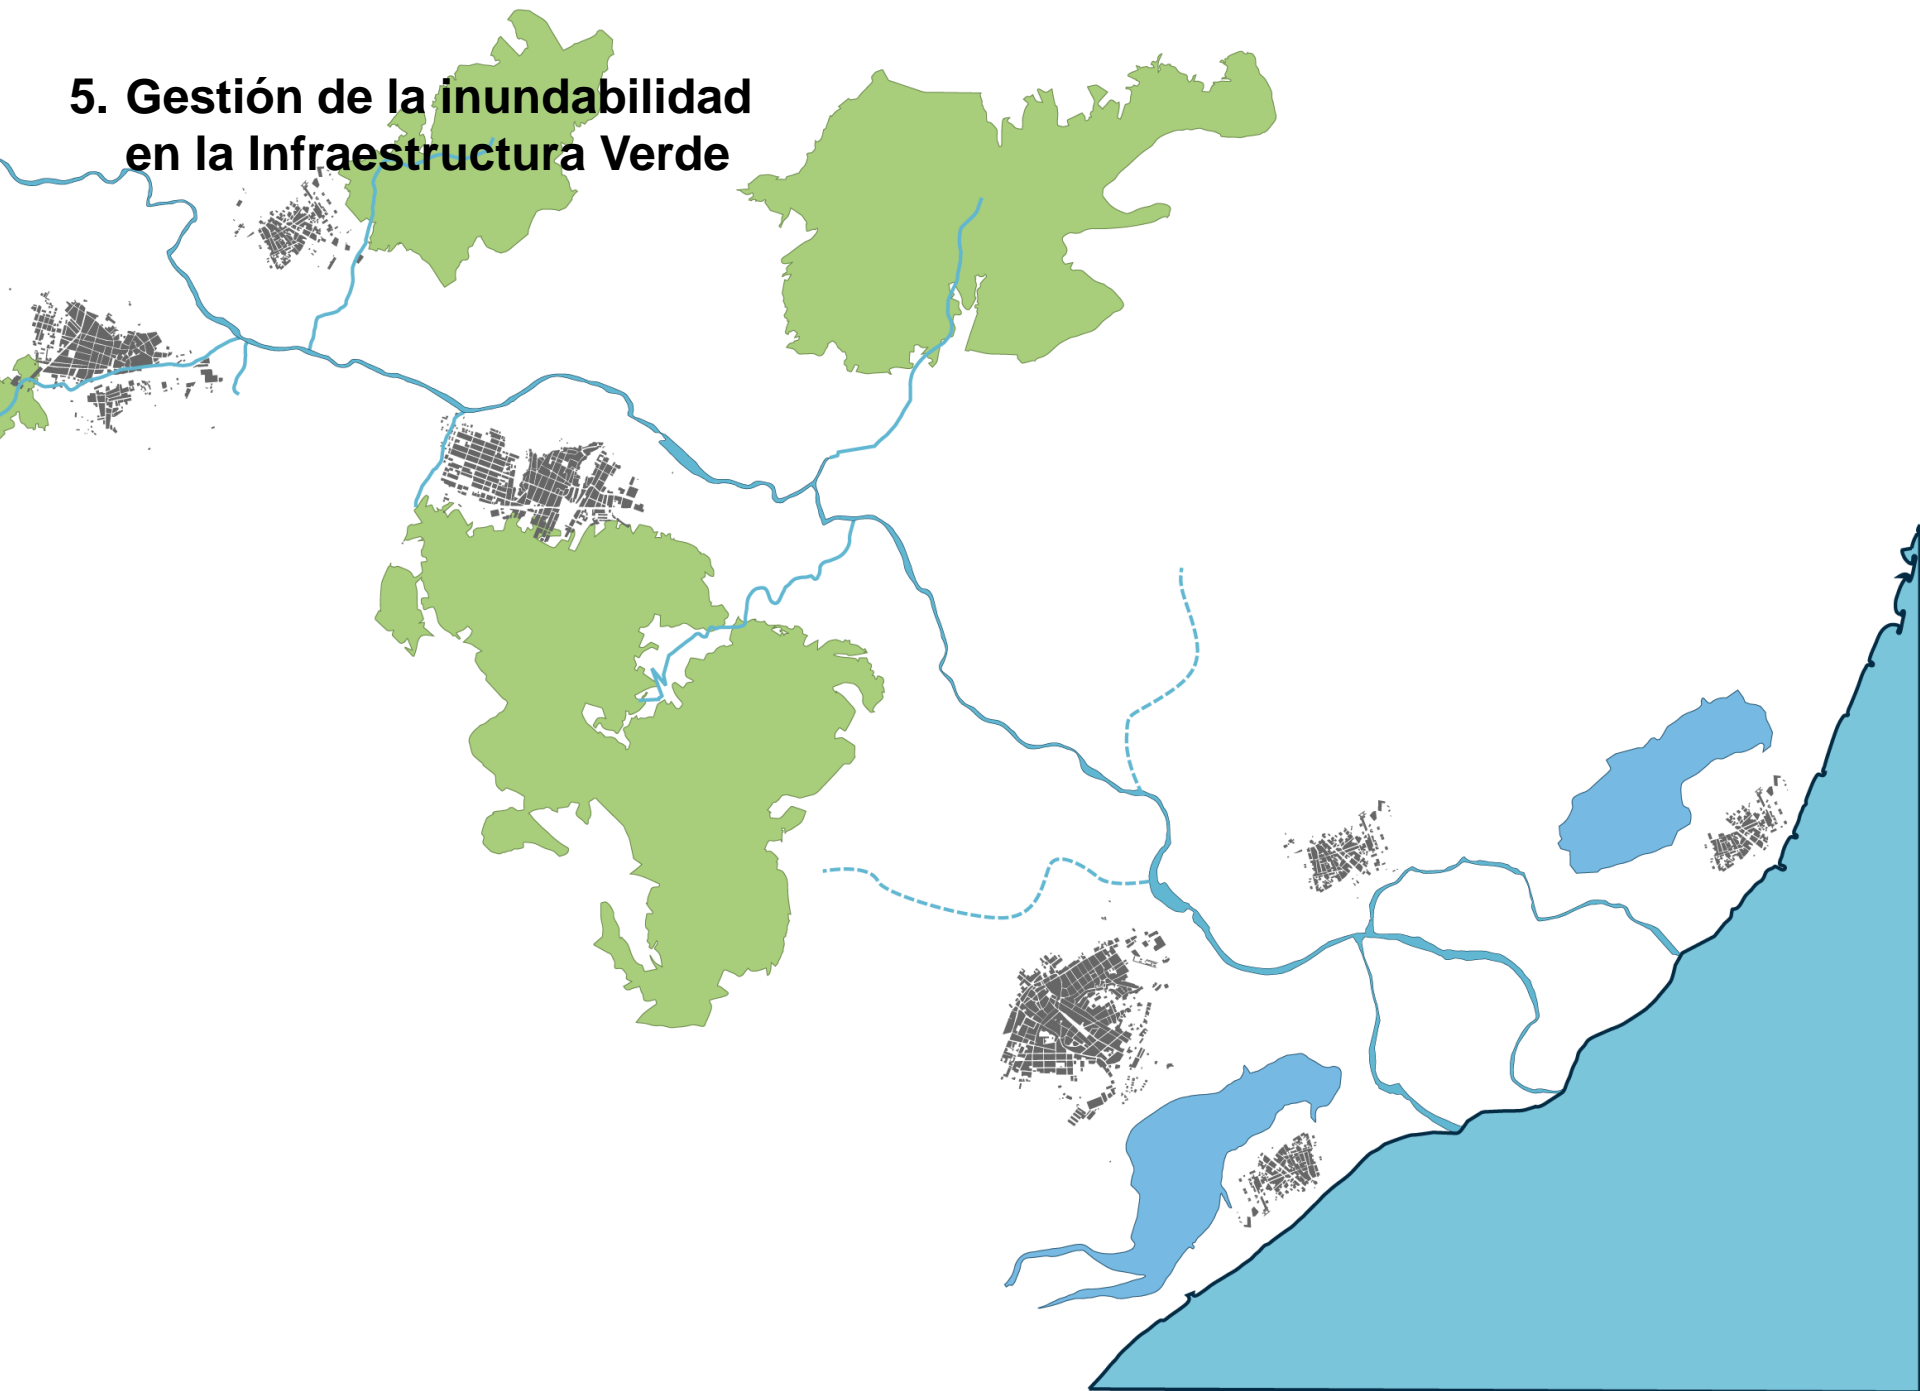 5. Gestión de la inundabilidad
en la Infraestructura Verde